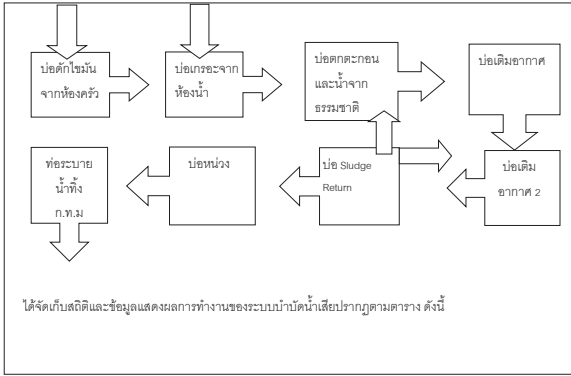 บ่อดักไขมัน
จากห้องครัว
บ่อเกรอะจาก
ห้องน้ำ
บ่อตกตะกอน
และน้ำจาก
ธรรมชาติ
บ่อเติมอากาศ
ท่อระบาย
น้ำทิ้ง
ก.ท.ม
บ่อหน่วง
บ่อ Sludge
Return
บ่อเติม
อากาศ 2
ได้จัดเก็บสถิติและข้อมูลแสดงผลการทำงานของระบบบำบัดน้ำเสียปรากฏตามตาราง ดังนี้